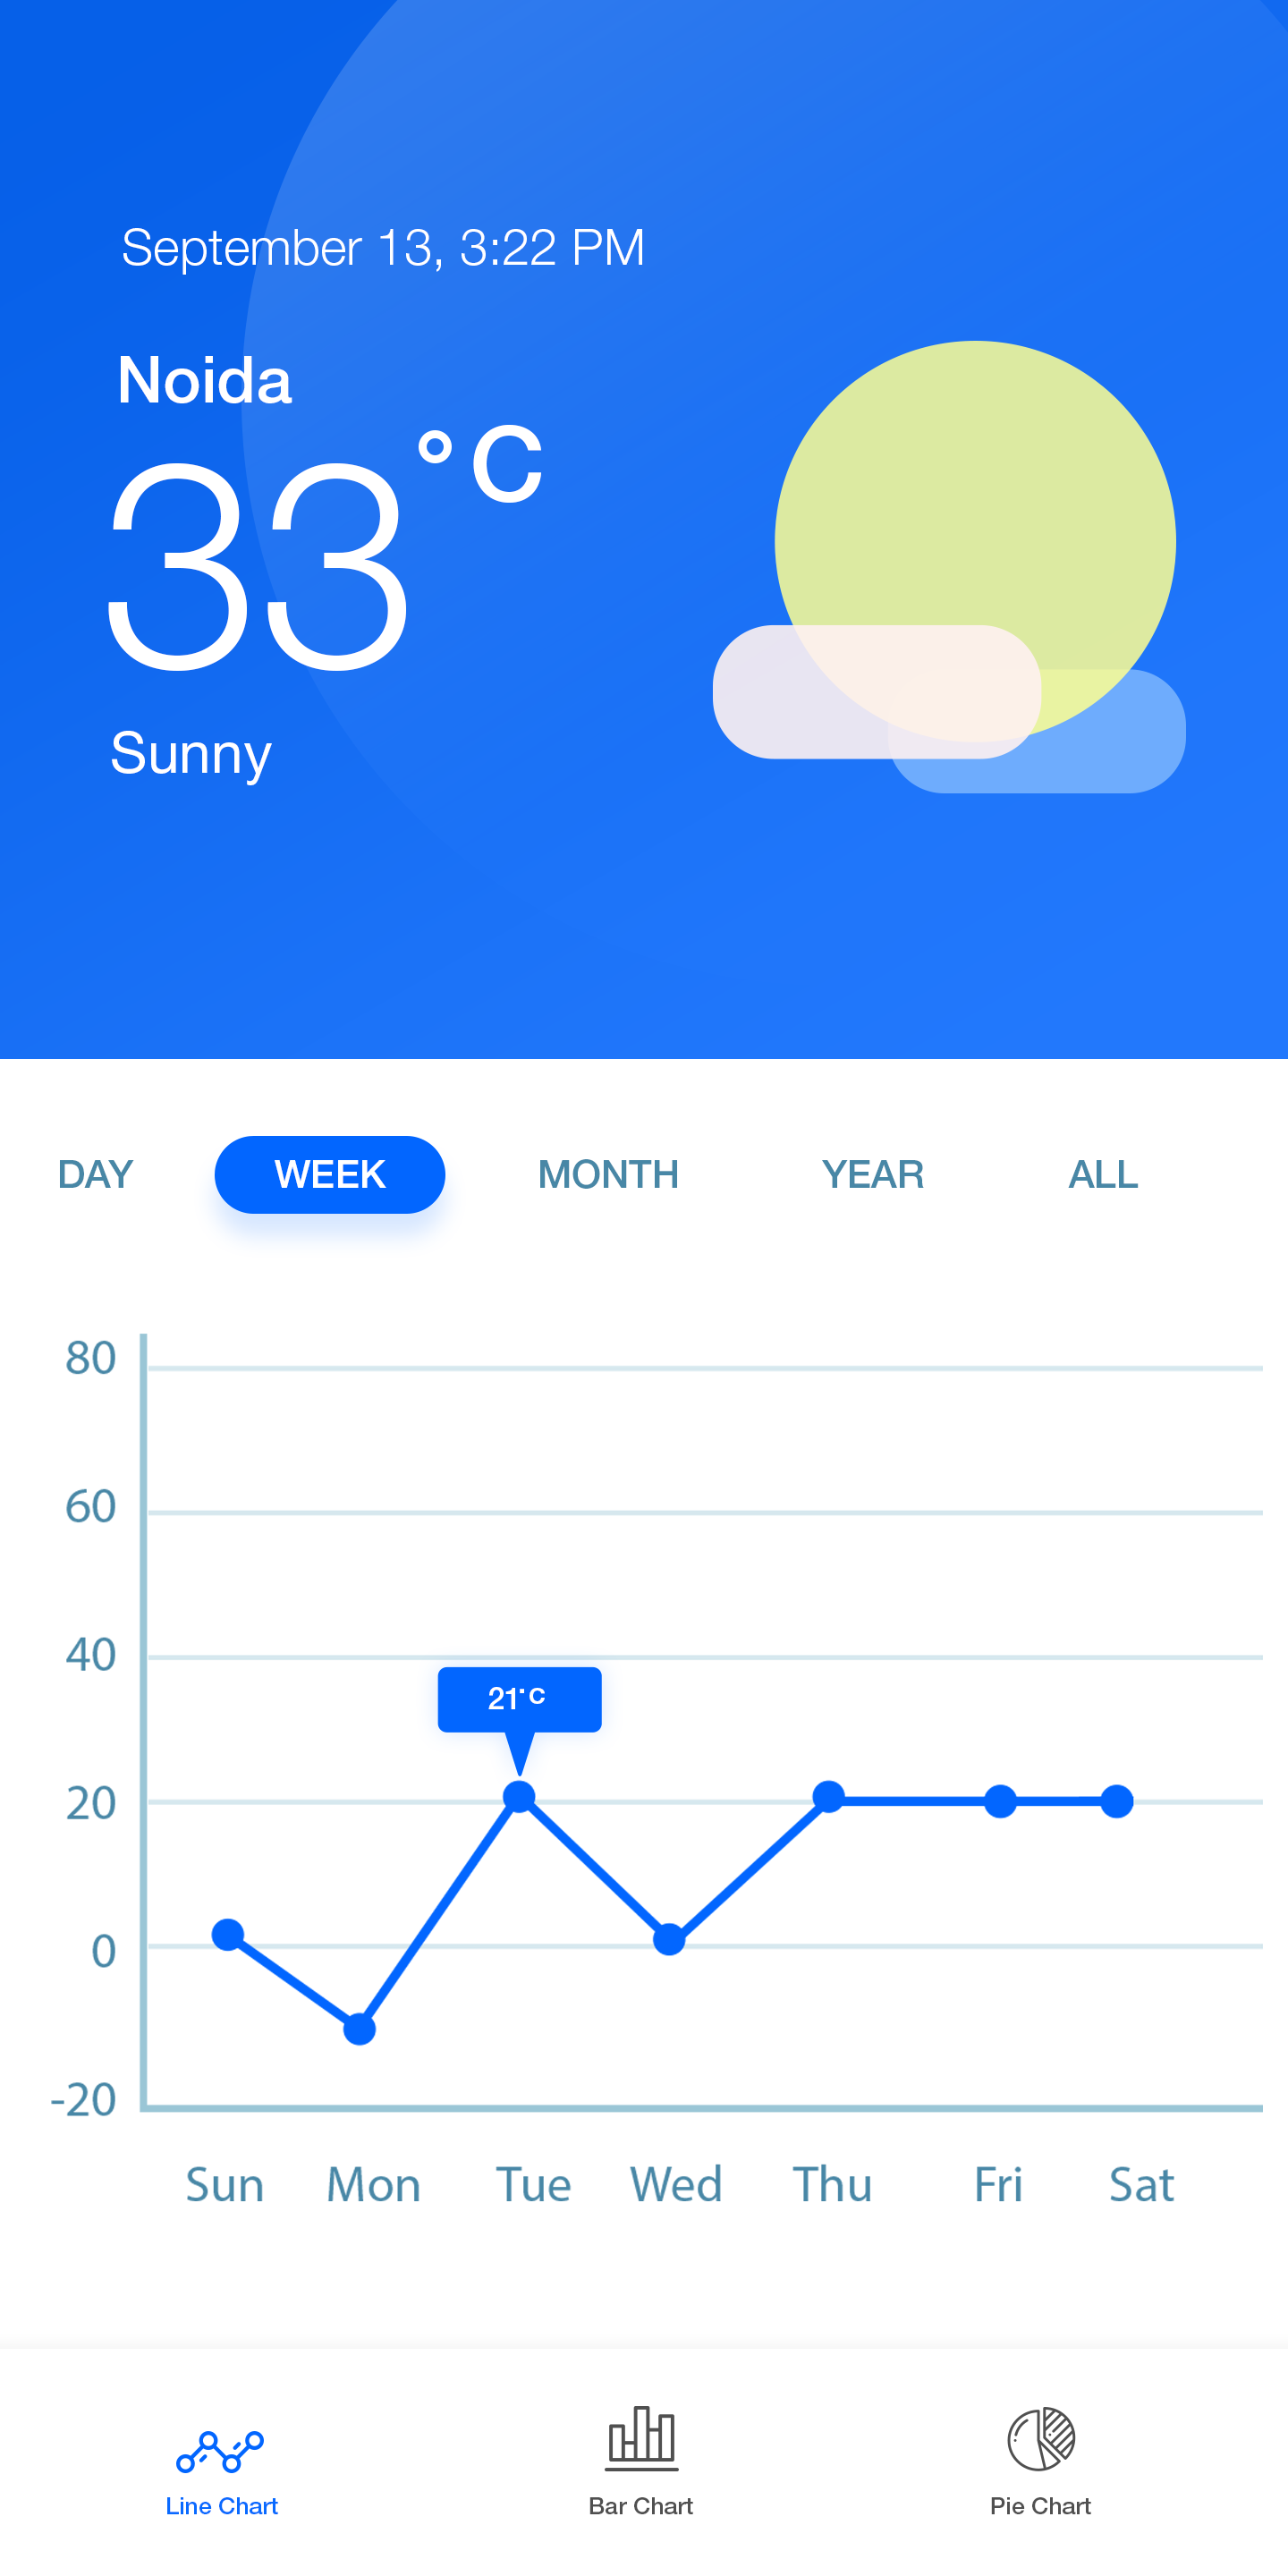 September 13, 3:22 PM
Noida
33°C
Sunny
DAY WEEK MONTH YEAR ALL
80
60
40
21°C
20
0
-20
Sun Mon Tue Wed Thu Fri Sat
Line Chart Bar Chart Pie Chart